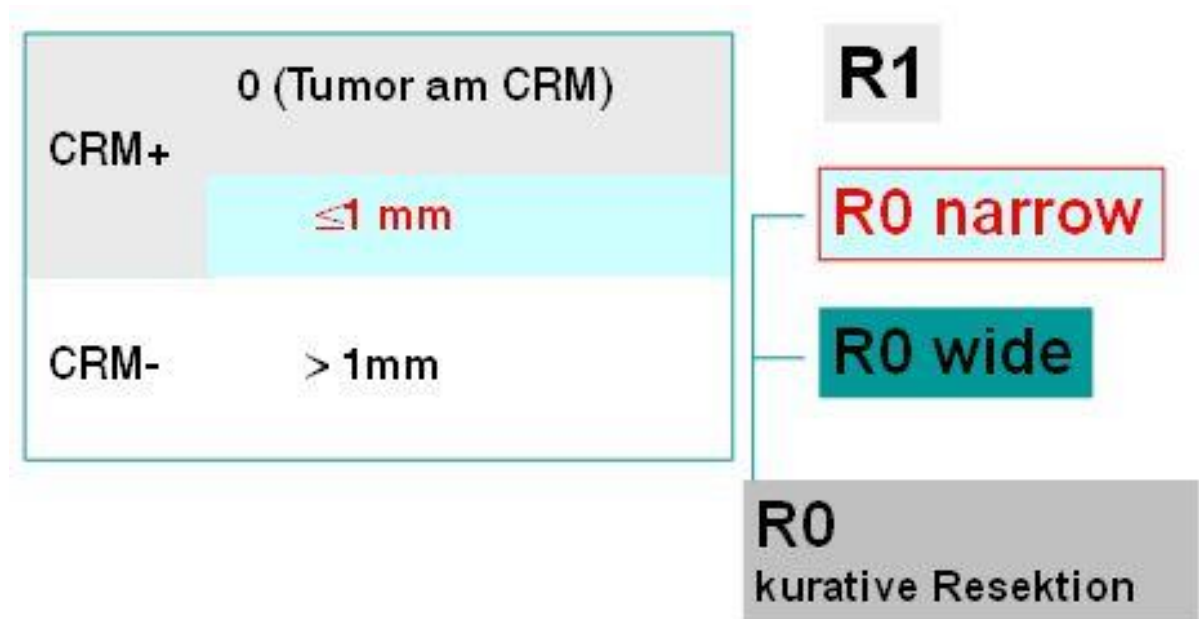 0 (Tumor am CRM)
CRM+
≤1 mm
CRM-
> 1mm
R1
R0 narrow
R0 wide
R0
kurative Resektion